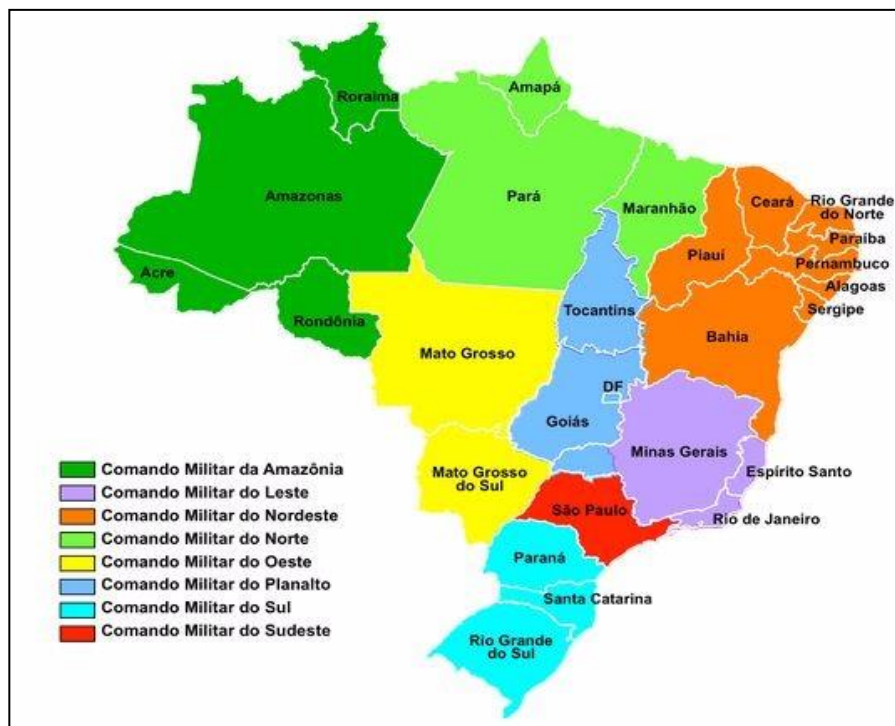 Roraima
Amapá
Amazonas
Pará
Maranhão
Ceará
Rio Grande
do Norte
Paraíba
Piauí
Pernambuco
Alagoas
Sergipe
Acre
Rondônia
Tocantins
Bahia
Mato Grosso
DF
Goiás
Minas Gerais
Espírito Santo
Mato Grosso
do Sul
São Paulo
Rio de Janeiro
Paraná
Santa Catarina
Rio Grande
do Sul
Comando Militar da Amazônia
Comando Militar do Leste
Comando Militar do Nordeste
Comando Militar do Norte
Comando Militar do Oeste
Comando Militar do Planalto
Comando Militar do Sul
Comando Militar do Sudeste